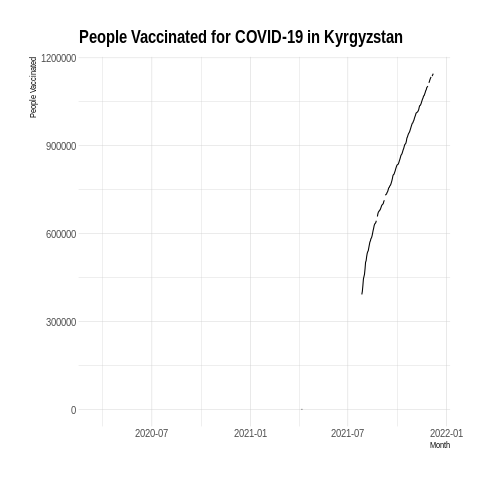 People Vaccinated for COVID-19 in Kyrgyzstan
People Vaccinated
1200000
900000
600000
300000
0
2020-07 2021-01 2021-07 2022-01
Month